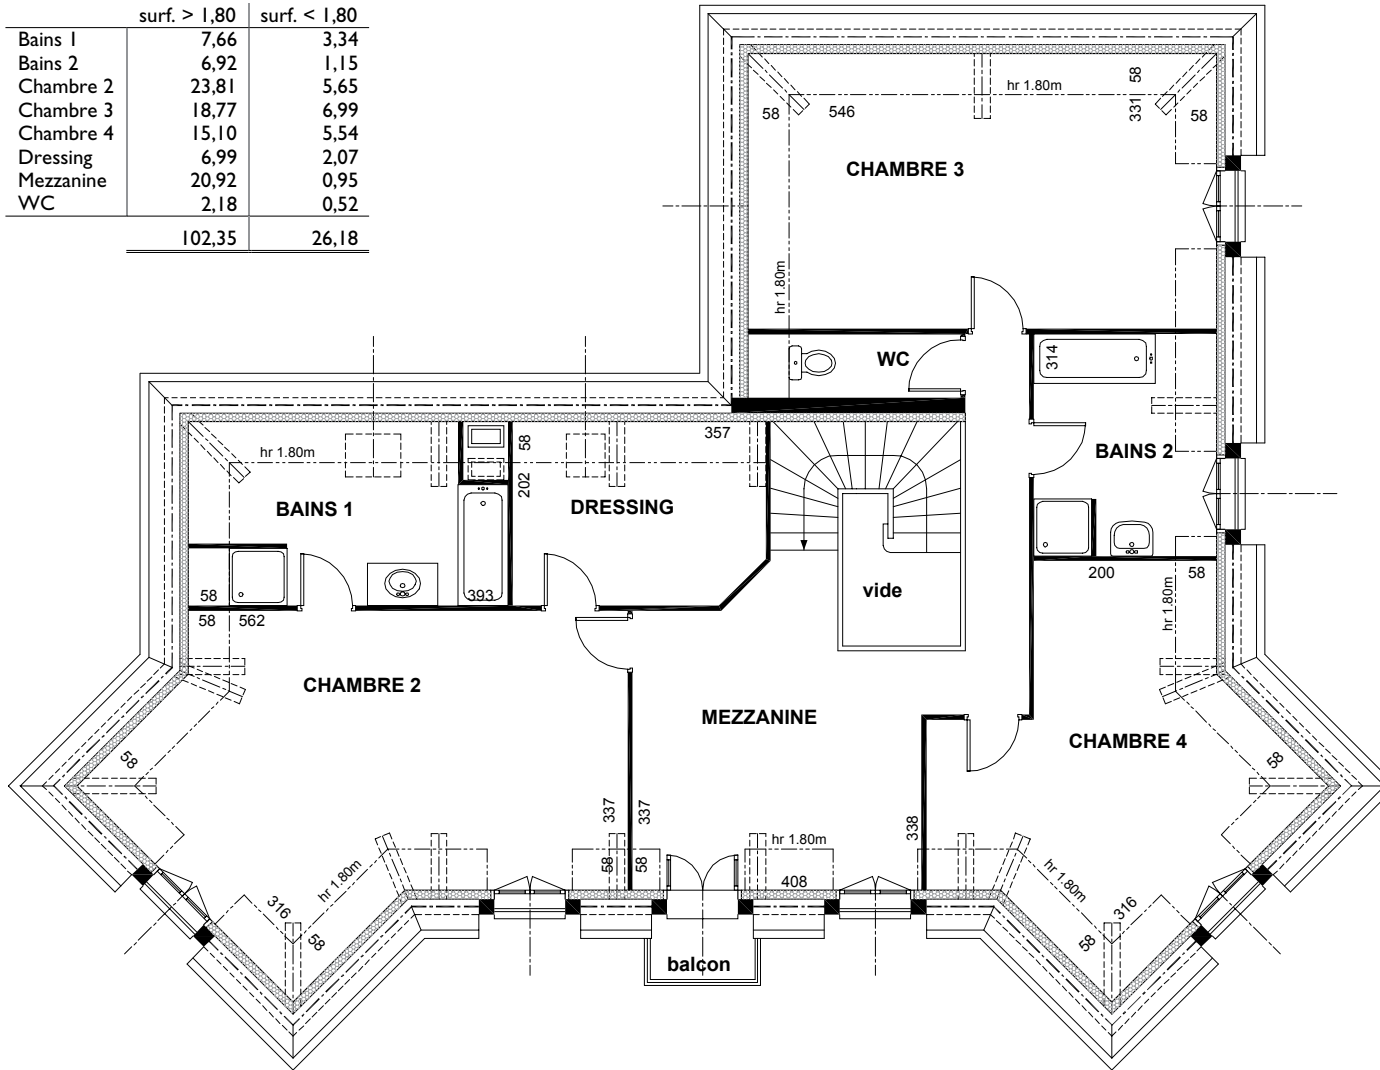 surf. > 1,80 surf. < 1,80
Bains 1 7,66 3,34
Bains 2 6,92 1,15
Chambre 2 23,81 5,65
Chambre 3 18,77 6,99
Chambre 4 15,10 5,54
Dressing 6,99 2,07
Mezzanine 20,92 0,95
WC 2,18 0,52
102,35 26,18
hr 1.80m
58
58
546
331
58
CHAMBRE 3
hr 1.80m
WC
314
BAINS 2
200
58
hr 1.80m
357
58
202
hr 1.80m
BAINS 1
DRESSING
58
393
58
562
vide
CHAMBRE 2
MEZZANINE
CHAMBRE 4
58
58
337
337
338
hr 1.80m
58
58
408
hr 1.80m
hr 1.80m
316
58
58
316
balcon